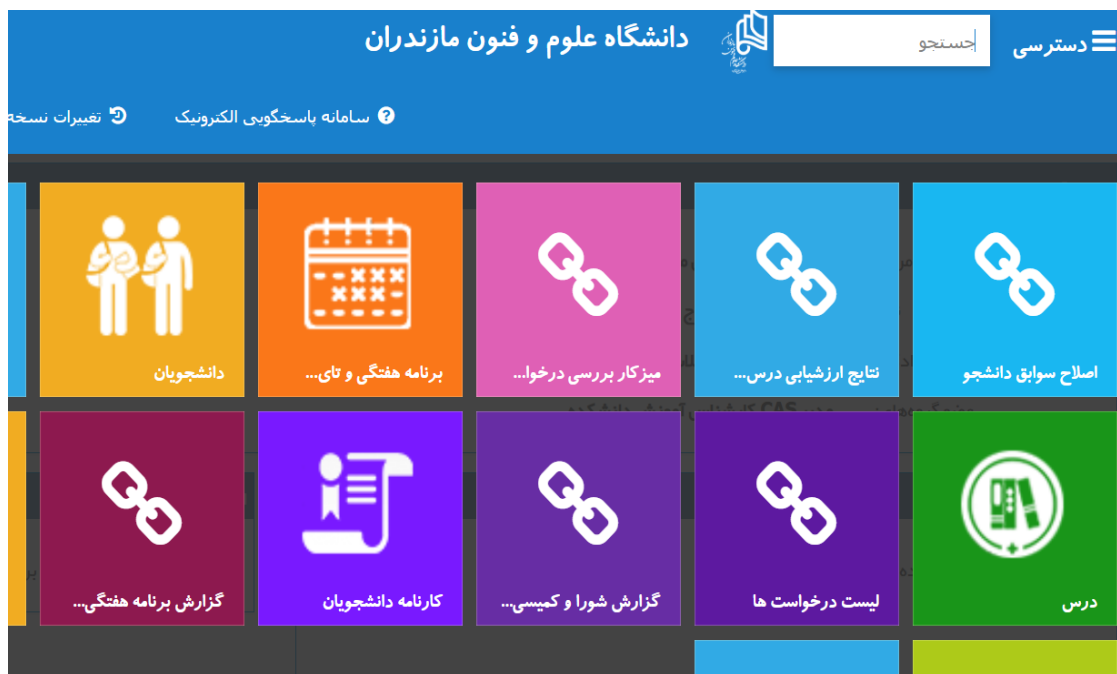 دسترسی
جستجو
دانشگاه علوم و فنون مازندران
سامانه پاسخگویی الکترونیک
تغییرات نسخه
اصلاح سوابق دانشجو
نتایج ارزشیابی درس...
میزکار بررسی درخوا...
برنامه هفتگی و تای...
دانشجویان
درس
لیست درخواست ها
گزارش شورا و کمیسی...
کارنامه دانشجویان
گزارش برنامه هفتگی...